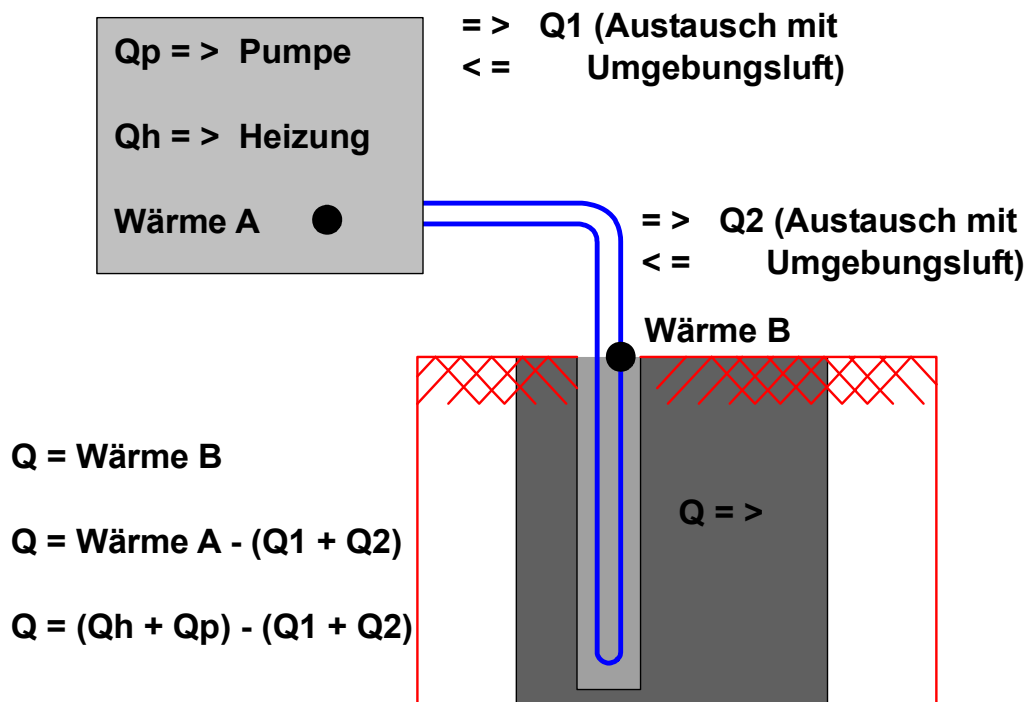 Qp = > Pumpe
Qh = > Heizung
Wärme A
= > Q1 (Austausch mit
< = Umgebungsluft)
= > Q2 (Austausch mit
< = Umgebungsluft)
Wärme B
Q = >
Q = Wärme B
Q = Wärme A - (Q1 + Q2)
Q = (Qh + Qp) - (Q1 + Q2)